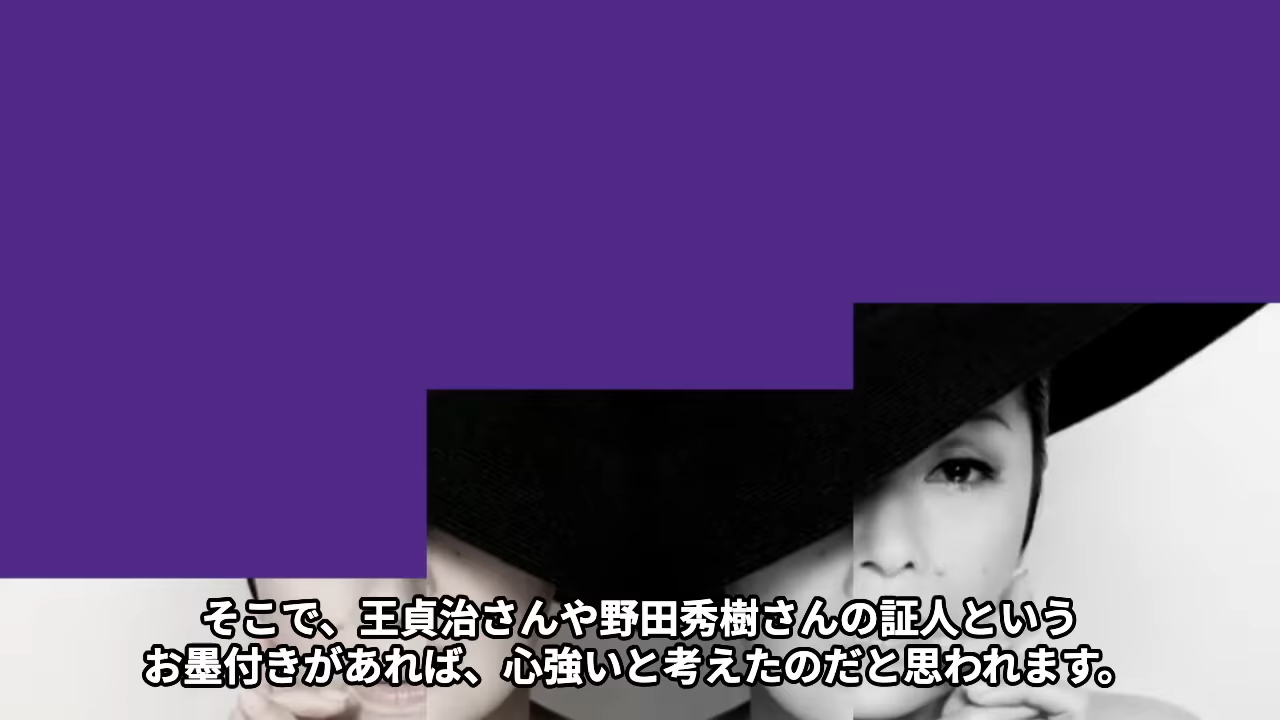 そこで、王貞治さんや野田秀樹さんの証人という
お墨付きがあれば、心強いと考えたのだと思われます。